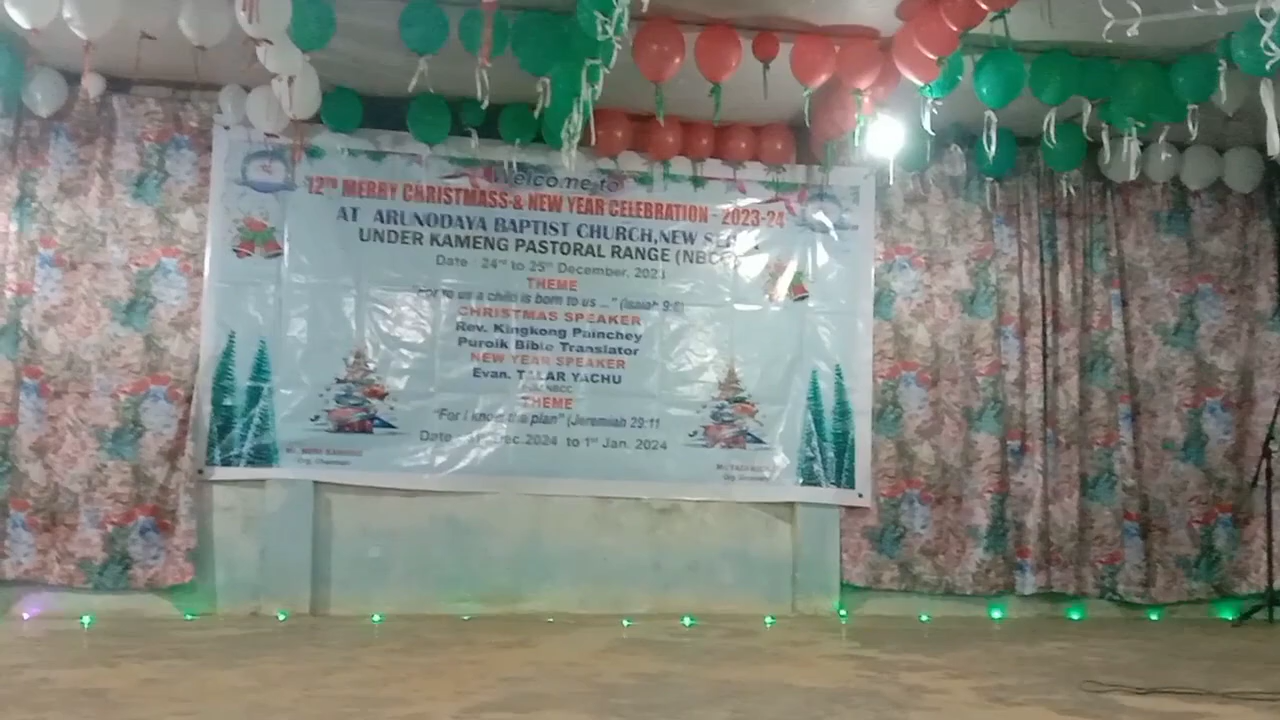 Welcome to
12TH MERRY CHRISTMASS & NEW YEAR CELEBRATION - 2023-24
AT ARUNODAYA BAPTIST CHURCH, NEW
UNDER KAMENG PASTORAL RANGE
Date : 24rd to 25th December, 2023
THEME
"For to us a child is born to us ..." (Isaiah 9:6)
CHRISTMAS SPEAKER
Rev. Kingkong Painchey
Puroik Bible Translator
NEW YEAR SPEAKER
Evan. TALAR YACHU
THEME
"For I know the plan" (Jeremiah 29:11
Date Dec.2024 to 1st Jan, 2024
Org. Chairman